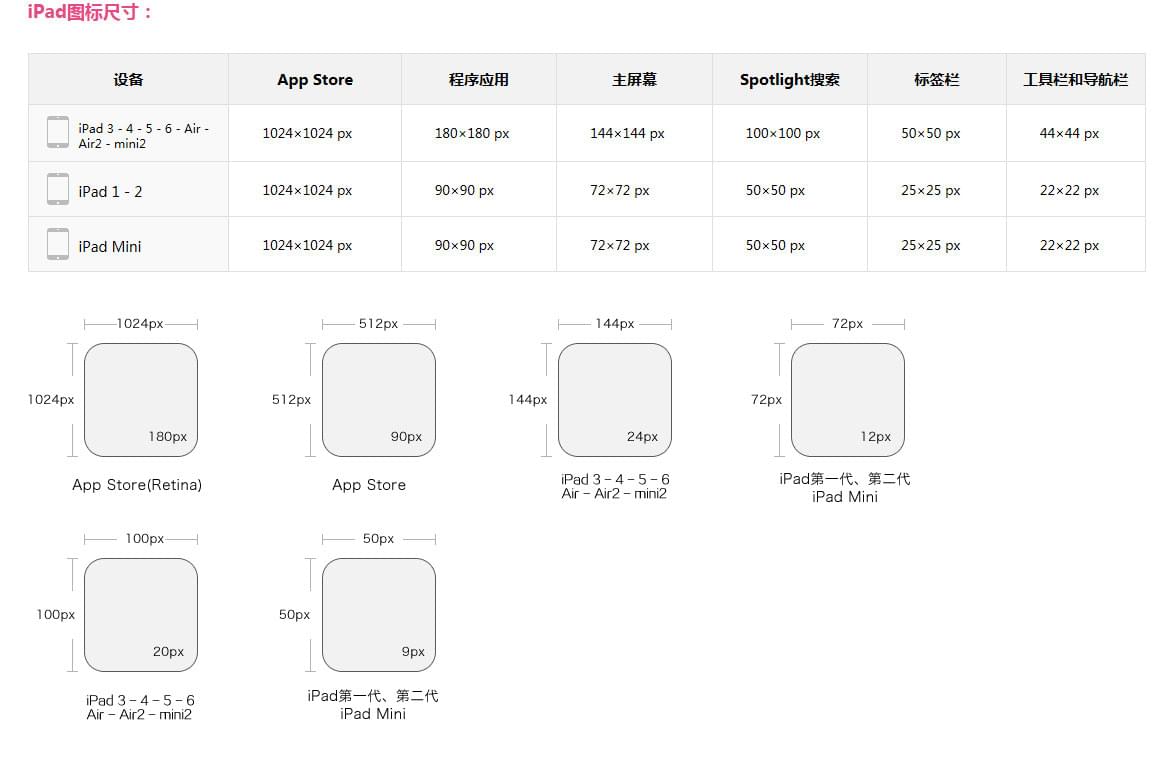 iPad图标尺寸：
设备 App Store 程序应用 主屏幕 Spotlight搜索 标签栏 工具栏和导航栏
iPad 3 - 4 - 5 - 6 - Air -
Air2 - mini2
1024×1024 px 180×180 px 144×144 px 100×100 px 50×50 px 44×44 px
iPad 1 - 2 1024×1024 px 90×90 px 72×72 px 50×50 px 25×25 px 22×22 px
iPad Mini 1024×1024 px 90×90 px 72×72 px 50×50 px 25×25 px 22×22 px
1024px
1024px
180px
App Store(Retina)
512px
512px
90px
App Store
144px
144px
24px
iPad 3 – 4 – 5 – 6
Air – Air2 – mini2
72px
72px
12px
iPad第一代、第二代
iPad Mini
100px
100px
20px
iPad 3 – 4 – 5 – 6
Air – Air2 – mini2
50px
50px
9px
iPad第一代、第二代
iPad Mini